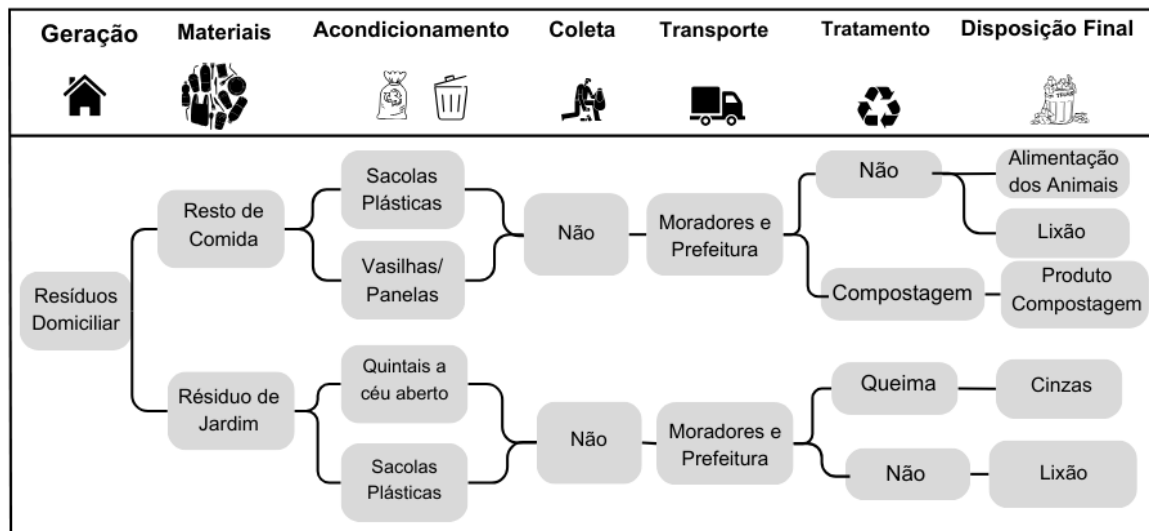 Geração
Materiais
Acondicionamento
Coleta
Transporte
Tratamento
Disposição Final
Resíduos
Domiciliar
Resto de
Comida
Sacolas
Plásticas
Vasilhas/
Panelas
Não
Moradores e
Prefeitura
Não
Alimentação
dos Animais
Lixão
Compostagem
Produto
Compostagem
Résiduo de
Jardim
Quintais a
céu aberto
Sacolas
Plásticas
Não
Moradores e
Prefeitura
Queima
Cinzas
Não
Lixão